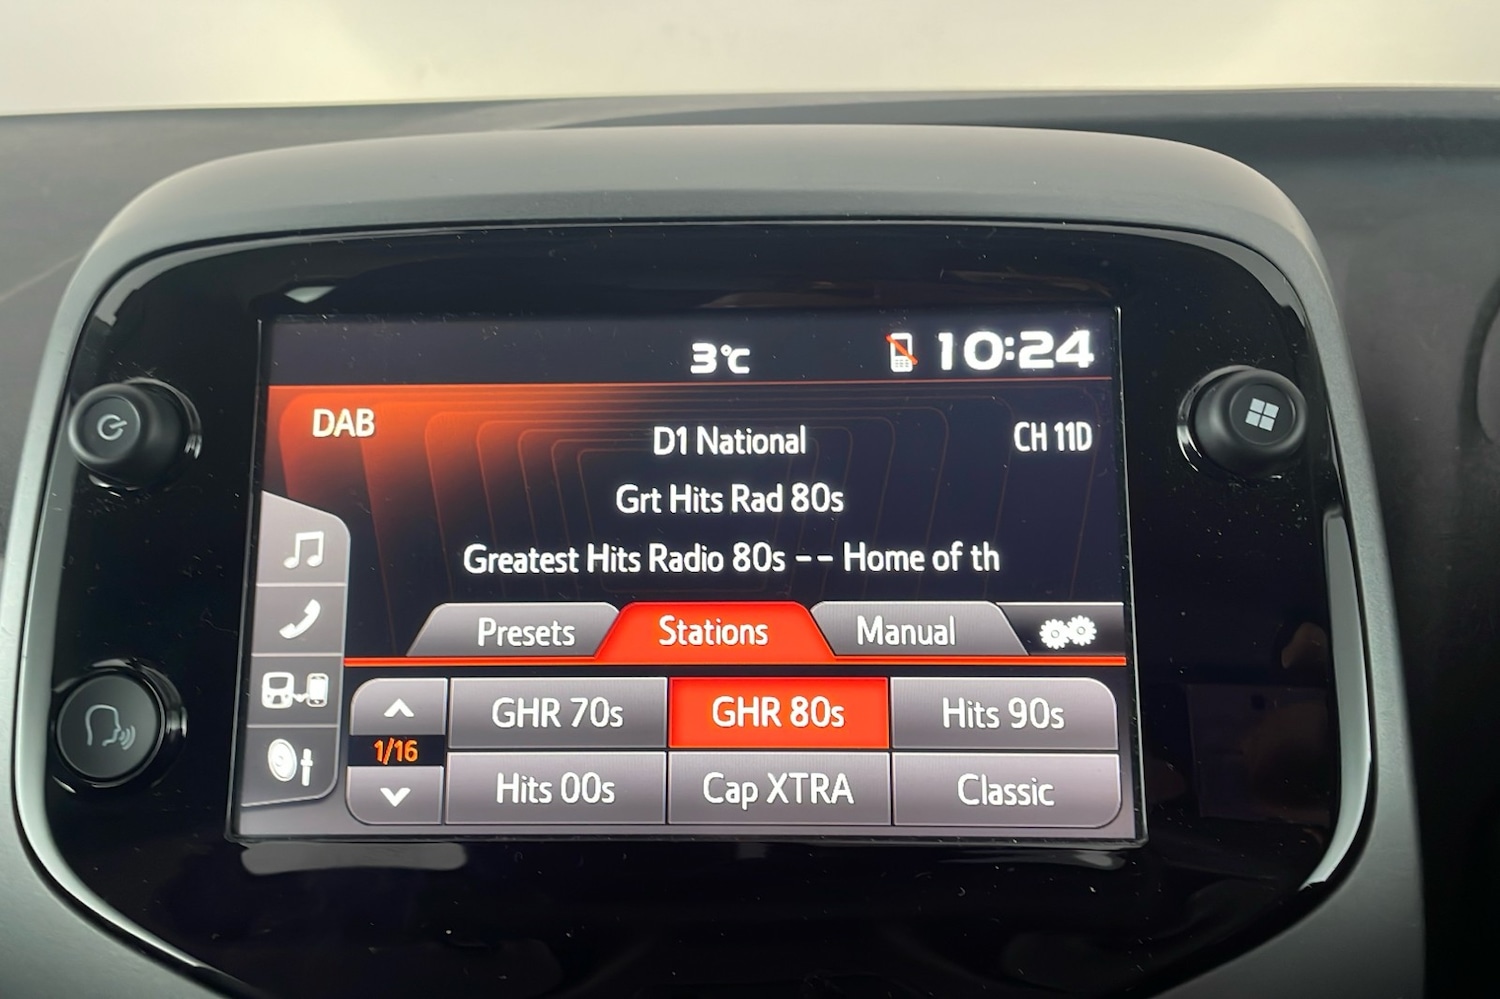 3°C 10:24
DAB
D1 National CH 11D
Grt Hits Rad 80s
Greatest Hits Radio 80s -- Home of th
Presets Stations Manual
GHR 70s GHR 80s Hits 90s
1/16
Hits 00s Cap XTRA Classic